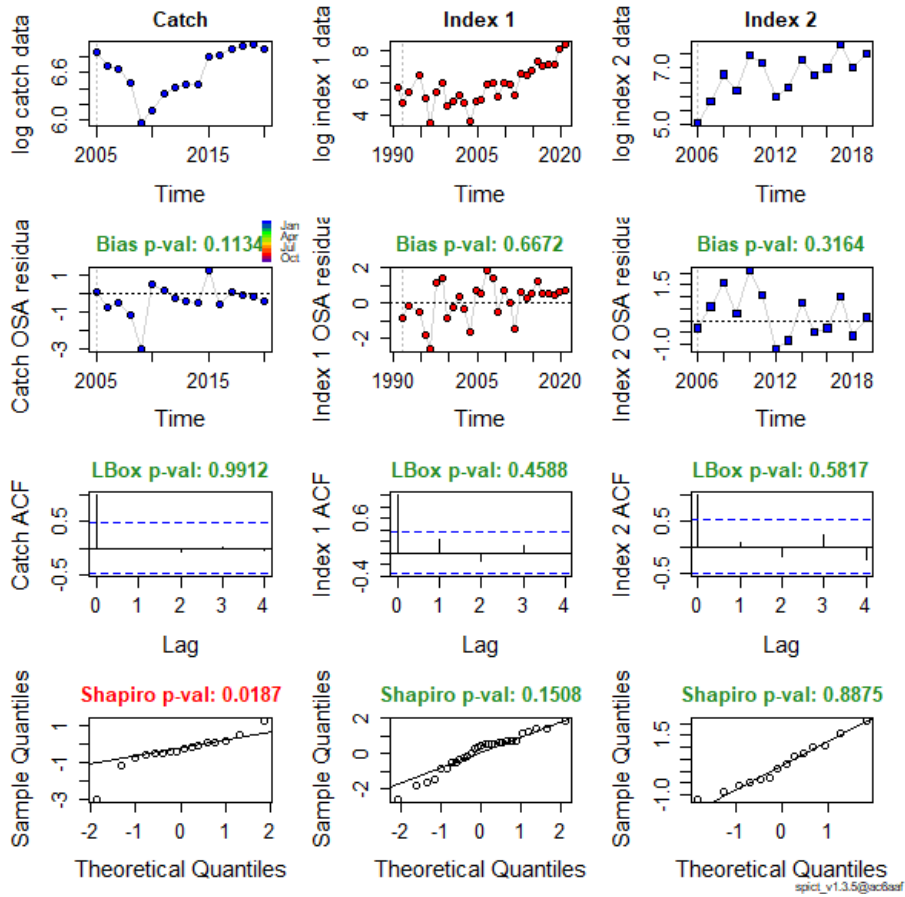 Catch
Index 1
Index 2
log catch data
6.0
6.6
2005
2015
Time
log index 1 data
4
6
8
1990
2005
2020
Time
log index 2 data
5.0
7.0
2006
2012
2018
Time
Bias p-val: 0.1134
Jan
Apr
Jul
Oct
Bias p-val: 0.6672
Bias p-val: 0.3164
Catch OSA residua
-3
-1
1
2005
2015
Time
Index 1 OSA residua
-2
0
2
1990
2005
2020
Time
Index 2 OSA residua
-1.0
1.5
2006
2012
2018
Time
LBox p-val: 0.9912
LBox p-val: 0.4588
LBox p-val: 0.5817
Catch ACF
-0.5
0.5
0 1 2 3 4
Lag
Index 1 ACF
-0.4
0.6
0 1 2 3 4
Lag
Index 2 ACF
-0.5
0.5
0 1 2 3 4
Lag
Shapiro p-val: 0.0187
Shapiro p-val: 0.1508
Shapiro p-val: 0.8875
Sample Quantiles
-3
-1
1
-2 -1 0 1 2
Theoretical Quantiles
Sample Quantiles
-2
0
2
-2 -1 0 1 2
Theoretical Quantiles
Sample Quantiles
-1.0
1.5
-1 0 1
Theoretical Quantiles